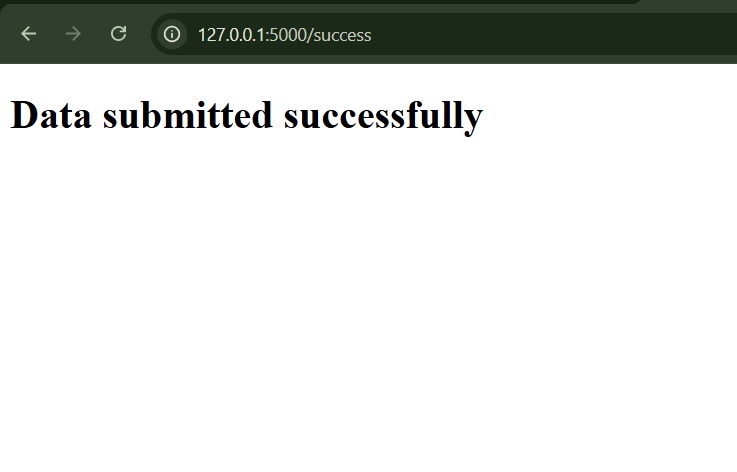 127.0.0.1:5000/success
Data submitted successfully